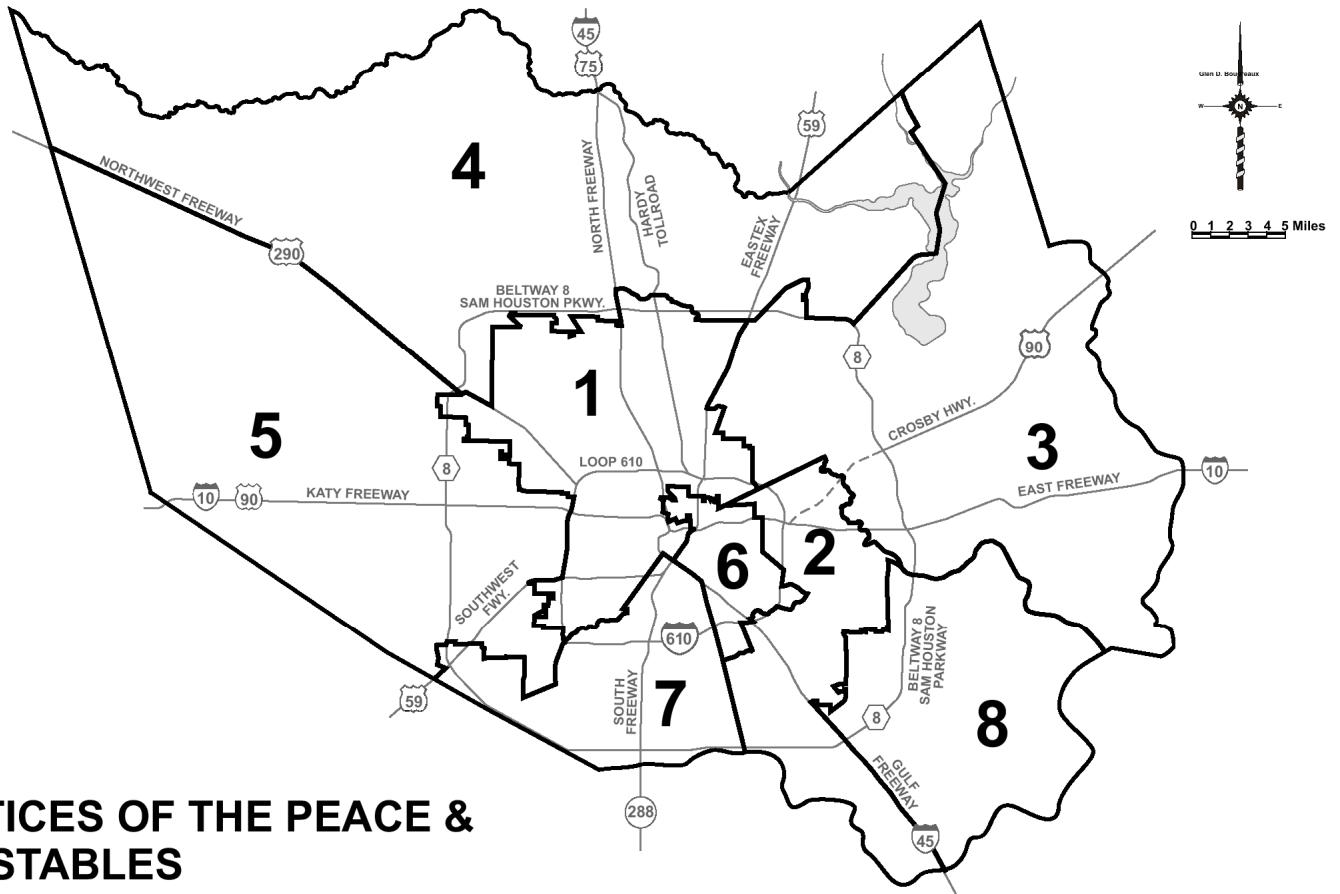 45
75
Glen D. Boudreaux
W
N
E
59
4
NORTHWEST FREEWAY
NORTH FREEWAY
HARDY
TOLLROAD
0 1 2 3 4 5 Miles
EASTEX
FREEWAY
290
BELTWAY 8
SAM HOUSTON PKWY.
90
8
1
CROSBY HWY.
5
3
LOOP 610
8
10
90
KATY FREEWAY
EAST FREEWAY
10
6
2
SOUTHWEST
FWY.
610
BELTWAY 8
SAM HOUSTON
PARKWAY
59
SOUTH
FREEWAY
7
8
8
GULF
FREEWAY
288
45
TICES OF THE PEACE &
STABLES